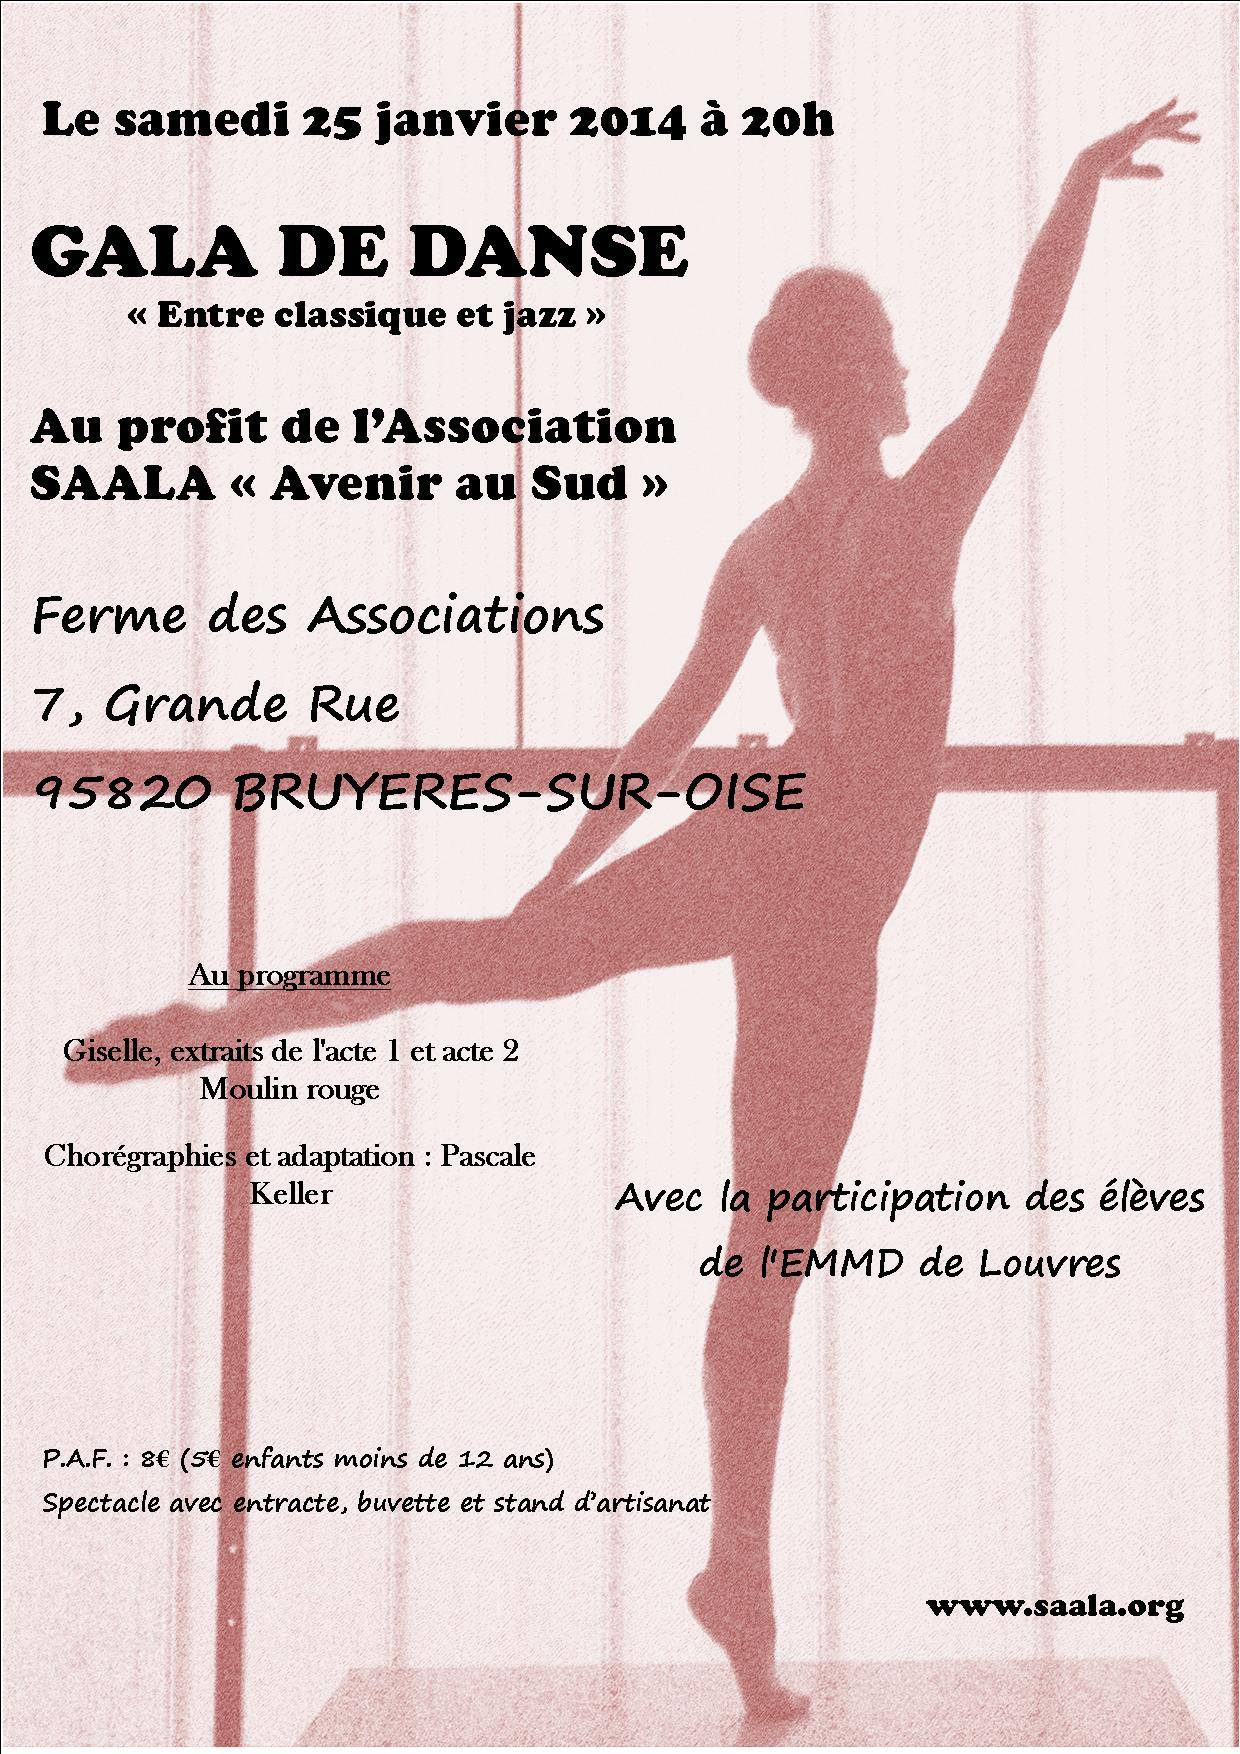 Le samedi 25 janvier 2014 à 20h
GALA DE DANSE
« Entre classique et jazz »
Au profit de l’Association
SAALA « Avenir au Sud »
Ferme des Associations
7, Grande Rue
95820 BRUYERES-SUR-OISE
Au programme
Giselle, extraits de l'acte 1 et acte 2
Moulin rouge
Chorégraphies et adaptation : Pascale
Keller
Avec la participation des élèves
de l'EMMD de Louvres
P.A.F. : 8€ (5€ enfants moins de 12 ans)
Spectacle avec entracte, buvette et stand d’artisanat
www.saala.org